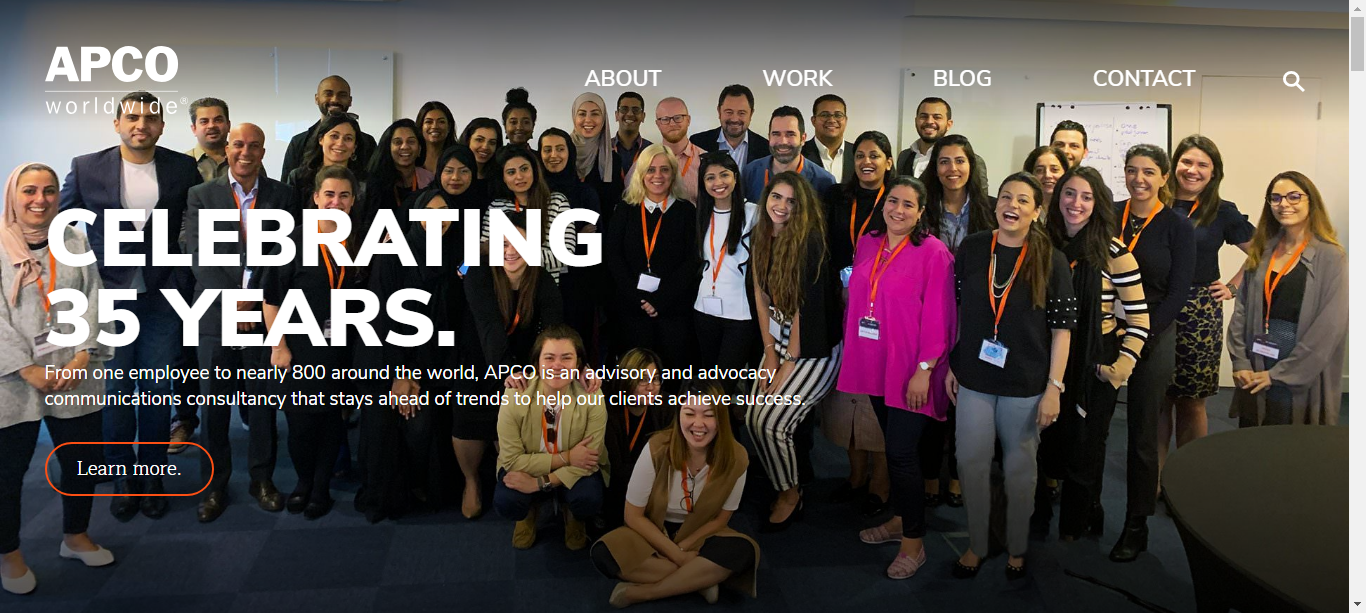 APCO
worldwide®
ABOUT
WORK
BLOG
CONTACT
CELEBRATING
35 YEARS.
From one employee to nearly 800 around the world, APCO is an advisory and advocacy
communications consultancy that stays ahead of trends to help our clients achieve success.
Learn more.